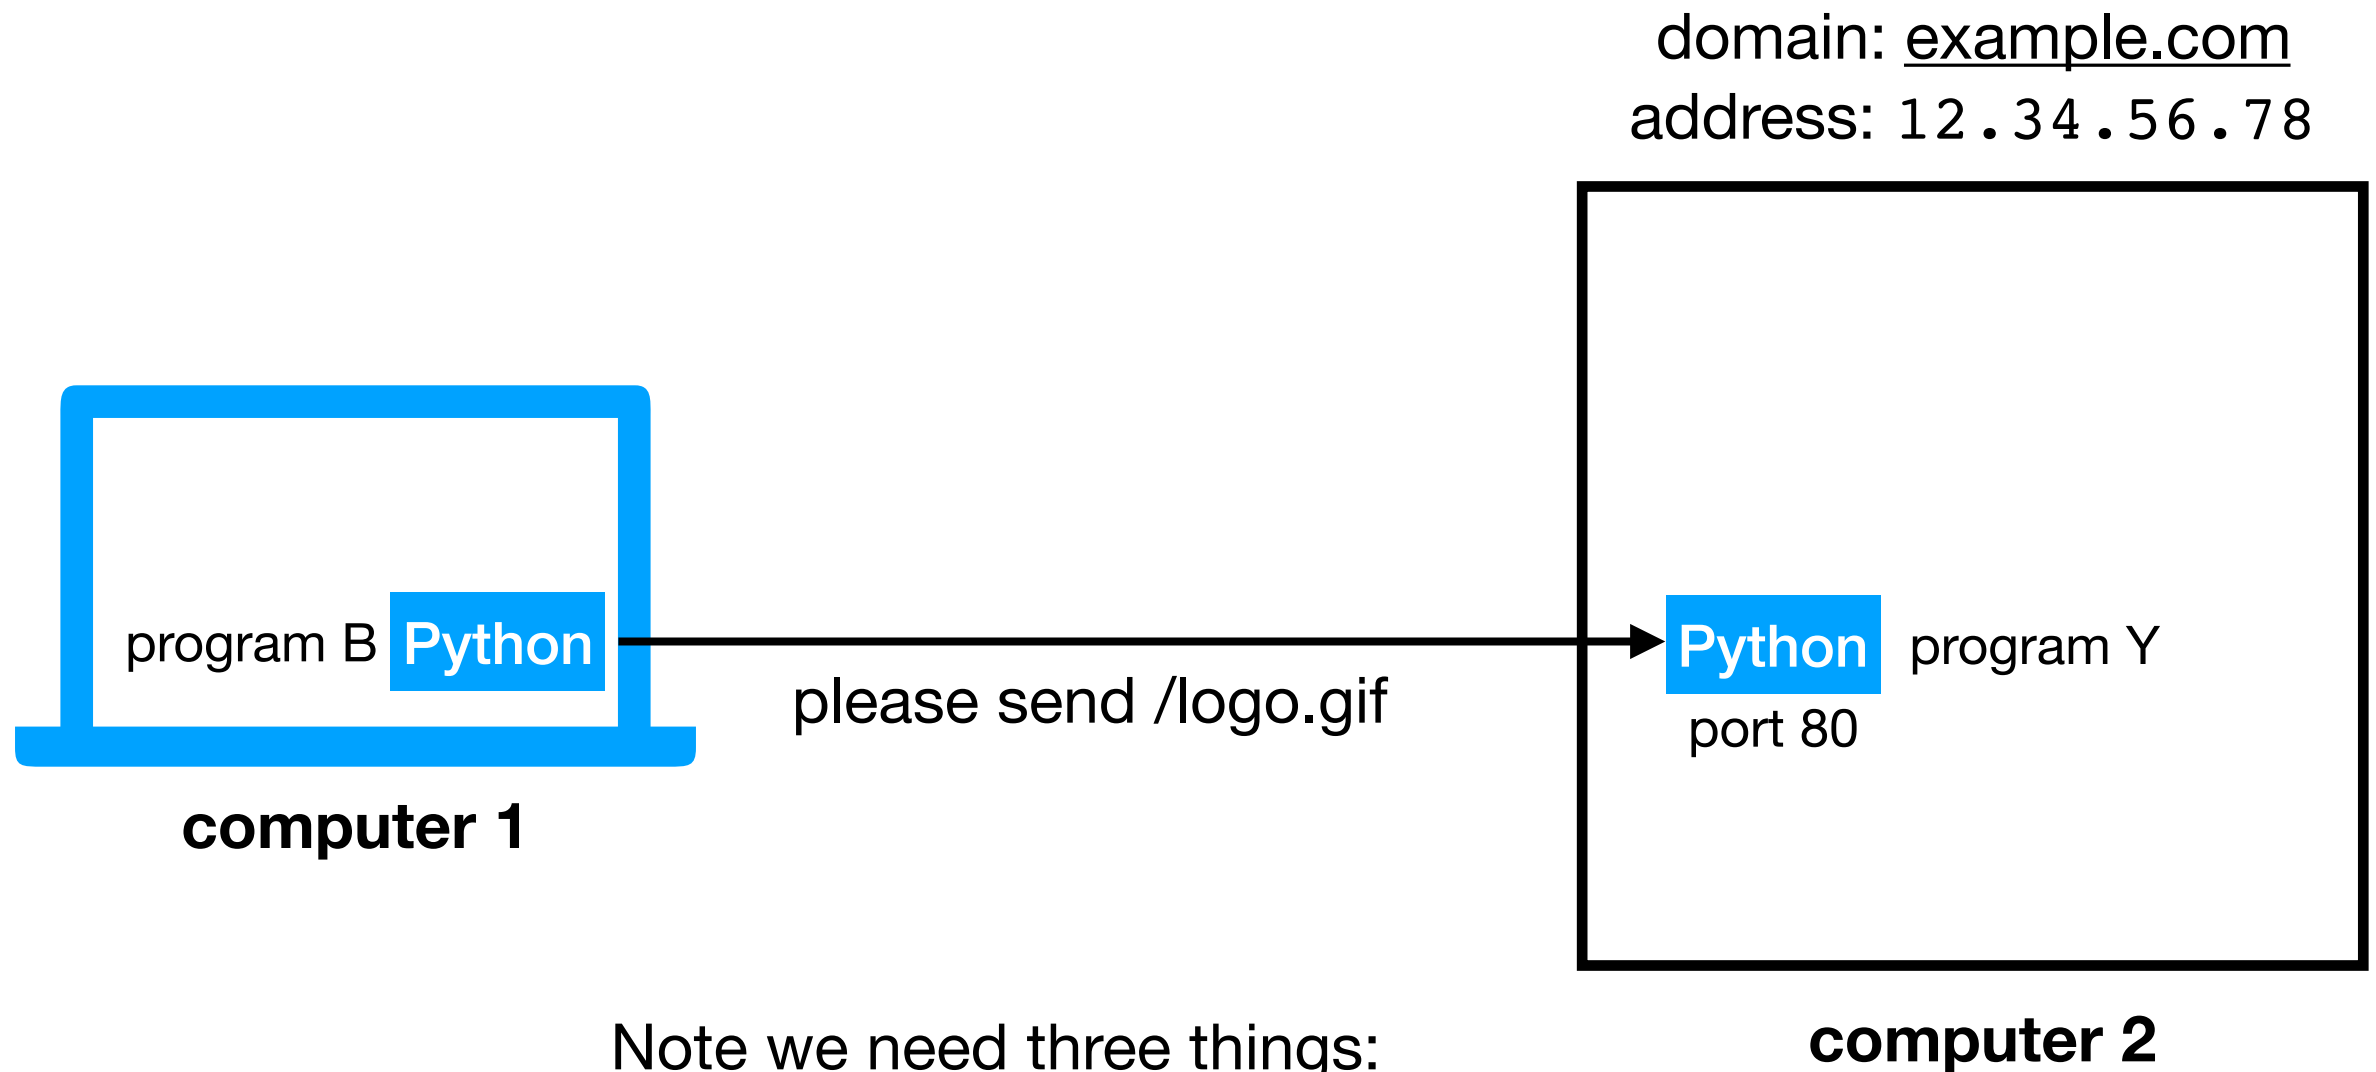 domain: example.com
address: 12.34.56.78
program B Python
please send /logo.gif
Python program Y
port 80
computer 1
computer 2
Note we need three things: